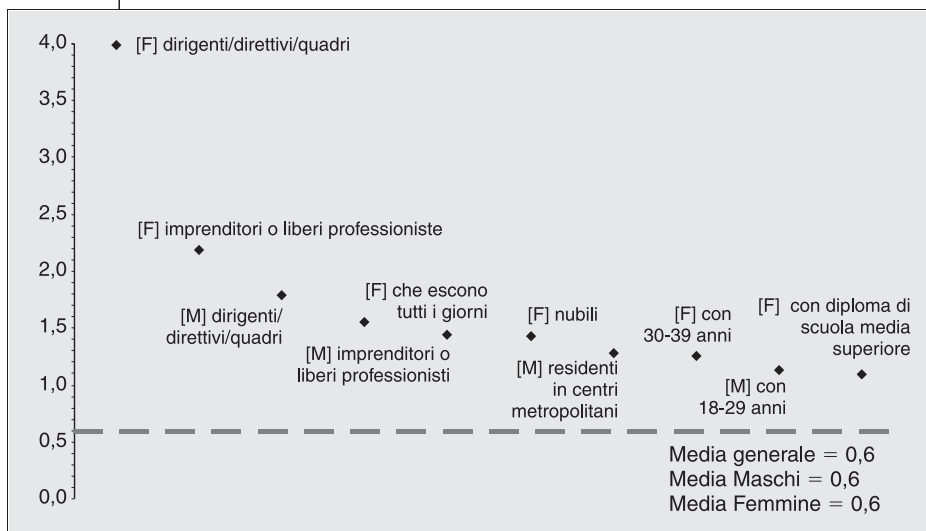 4,0
3,5
3,0
2,5
2,0
1,5
1,0
0,5
0,0
[F] dirigenti/direttivi/quadri
[F] imprenditori o liberi professioniste
[M] dirigenti/
direttivi/quadri
[M] imprenditori o
liberi professionisti
[F] che escono
tutti i giorni
[F] nubili
[M] residenti
in centri
metropolitani
[F] con
30-39 anni
[M] con
18-29 anni
[F] con diploma di
scuola media
superiore
Media generale = 0,6
Media Maschi = 0,6
Media Femmine = 0,6